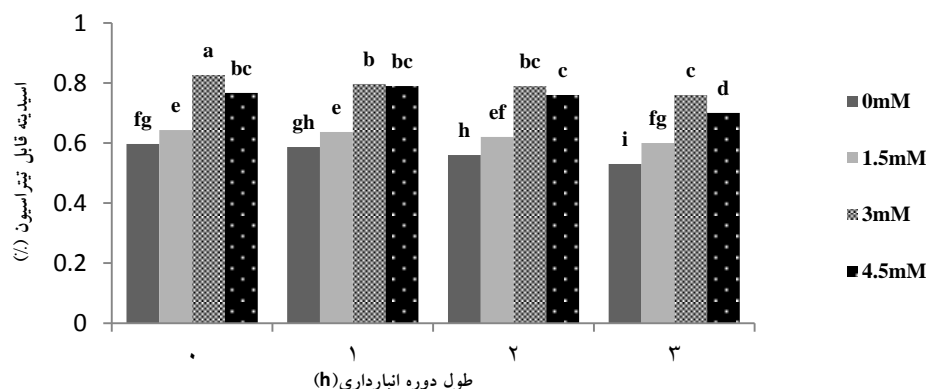 اسیدیته قابل تیتراسیون (٪)
1
0.8
0.6
0.4
0.2
0
fg e a bc
gh e b bc
h ef bc c
i fg c d
۰ ۱ ۲ ۳
طول دوره انبارداری(h)
0mM
1.5mM
3mM
4.5mM